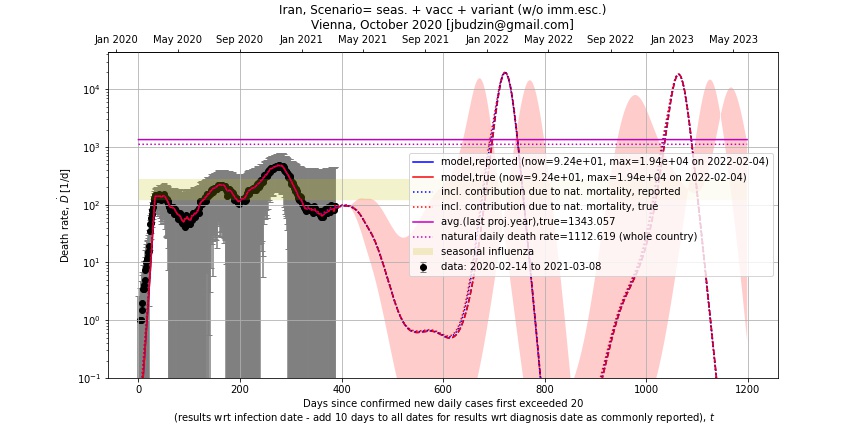 Iran, Scenario= seas. + vacc + variant (w/o imm.esc.)
Vienna, October 2020 [jbudzin@gmail.com]
Jan 2020 May 2020 Sep 2020 Jan 2021 May 2021 Sep 2021 Jan 2022 May 2022 Sep 2022 Jan 2023 May 2023
Death rate, D̄ [1/d]
10⁴
10³
10²
10¹
10⁰
10⁻¹
model,reported (now=9.24e+01, max=1.94e+04 on 2022-02-04)
model,true (now=9.24e+01, max=1.94e+04 on 2022-02-04)
incl. contribution due to nat. mortality, reported
incl. contribution due to nat. mortality, true
avg.(last proj.year),true=1343.057
natural daily death rate=1112.619 (whole country)
seasonal influenza
data: 2020-02-14 to 2021-03-08
0 200 400 600 800 1000 1200
Days since confirmed new daily cases first exceeded 20
(results wrt infection date - add 10 days to all dates for results wrt diagnosis date as commonly reported), t